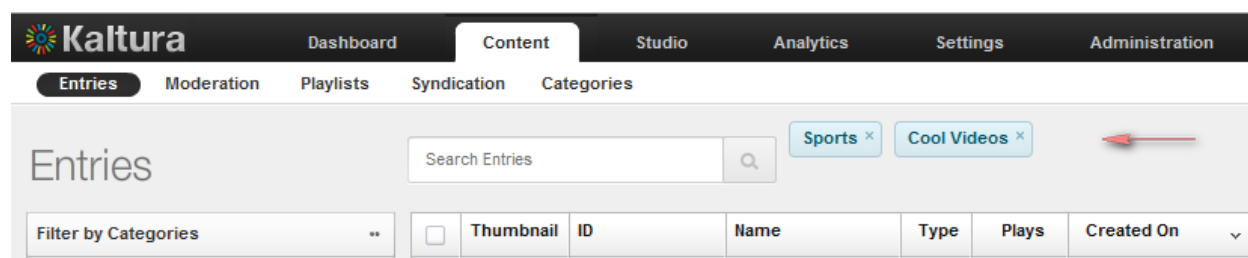 Kaltura Dashboard Content Studio Analytics Settings Administration
Entries Moderation Playlists Syndication Categories
Sports × Cool Videos ×
Entries Search Entries
Filter by Categories Thumbnail ID Name Type Plays Created On